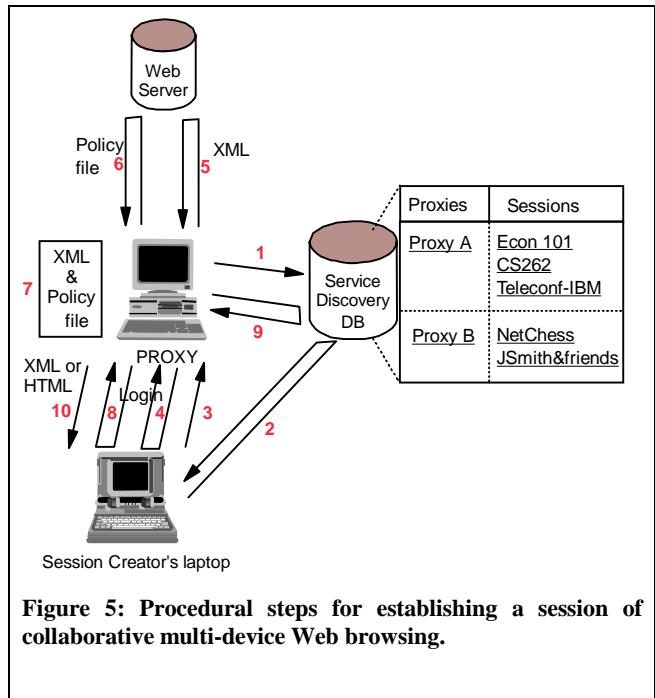 Web
Server
Policy
file
6
5
XML
1
9
Service
Discovery
DB
Proxies
Sessions
Proxy A
Econ 101
CS262
Teleconf-IBM
Proxy B
NetChess
JSmith&friends
7
XML
&
Policy
file
PROXY
XML or
HTML
Login
10
8
4
3
2
Session Creator's laptop
Figure 5: Procedural steps for establishing a session of
collaborative multi-device Web browsing.